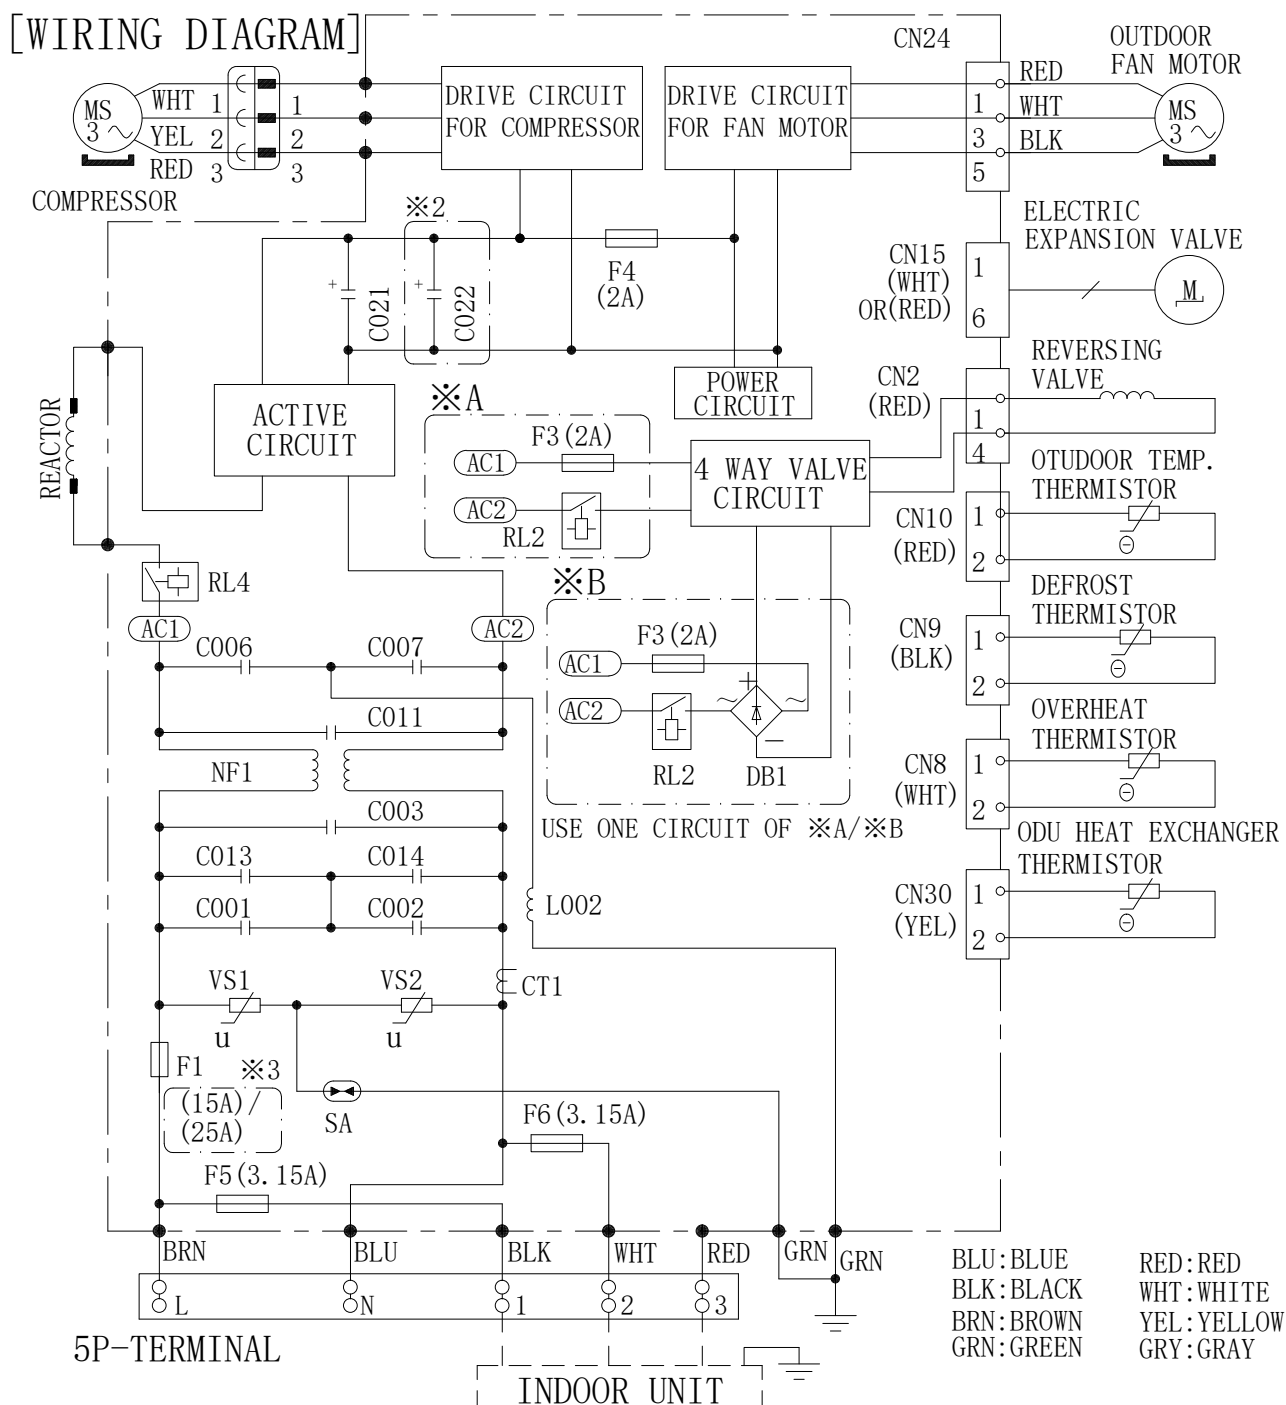 [WIRING DIAGRAM]
CN24
OUTDOOR
FAN MOTOR
MS
3
WHT
YEL
RED
1
2
3
1
2
3
COMPRESSOR
DRIVE CIRCUIT
FOR COMPRESSOR
DRIVE CIRCUIT
FOR FAN MOTOR
1
3
5
RED
WHT
BLK
MS
3
※2
+
C021
+
C022
F4
(2A)
CN15
(WHT)
OR(RED)
1
6
ELECTRIC
EXPANSION VALVE
M
REACTOR
ACTIVE
CIRCUIT
POWER
CIRCUIT
CN2
(RED)
1
4
REVERSING
VALVE
※A
F3(2A)
AC1
AC2
RL2
4 WAY VALVE
CIRCUIT
CN10
(RED)
1
2
OTUDOOR TEMP.
THERMISTOR
RL4
AC1
AC2
※B
F3(2A)
AC1
AC2
RL2
+
−
DB1
USE ONE CIRCUIT OF ※A/※B
CN9
(BLK)
1
2
DEFROST
THERMISTOR
CN8
(WHT)
1
2
OVERHEAT
THERMISTOR
CN30
(YEL)
1
2
ODU HEAT EXCHANGER
THERMISTOR
C006
C007
C011
NF1
C003
C013
C014
C001
C002
L002
CT1
VS1
u
VS2
u
F1
※3
(15A)/
(25A)
SA
F6(3.15A)
F5(3.15A)
BRN
BLU
BLK
WHT
RED
GRN
GRN
L
N
1
2
3
5P-TERMINAL
INDOOR UNIT
BLU:BLUE
BLK:BLACK
BRN:BROWN
GRN:GREEN
RED:RED
WHT:WHITE
YEL:YELLOW
GRY:GRAY